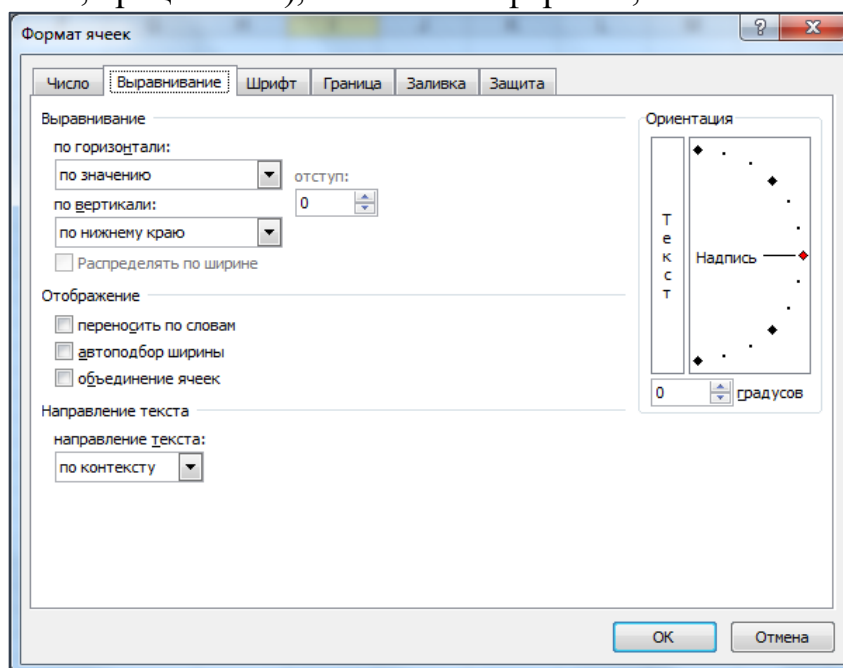 Формат ячеек
Число Выравнивание Шрифт Граница Заливка Защита
Выравнивание
по горизонтали:
по значению
отступ:
0
по вертикали:
по нижнему краю
Распределять по ширине
Отображение
переносить по словам
автоподбор ширины
объединение ячеек
Направление текста
направление текста:
по контексту
Ориентация
Текст
Надпись
0 градусов
ОК Отмена